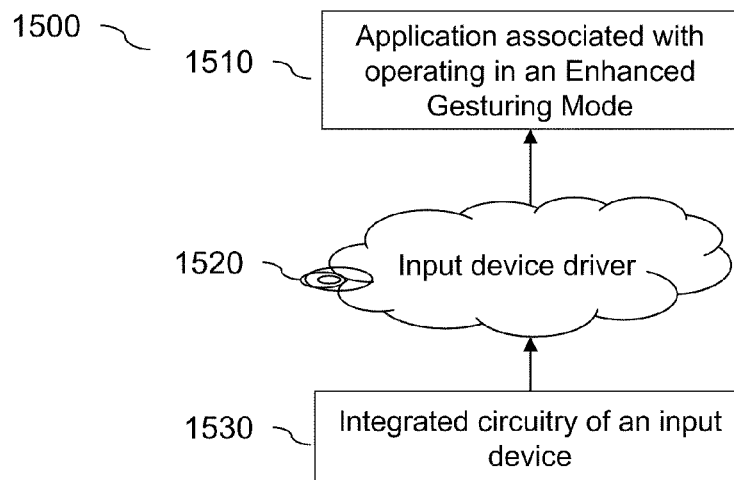 1500
1510
Application associated with
operating in an Enhanced
Gesturing Mode
1520
Input device driver
1530
Integrated circuitry of an input
device